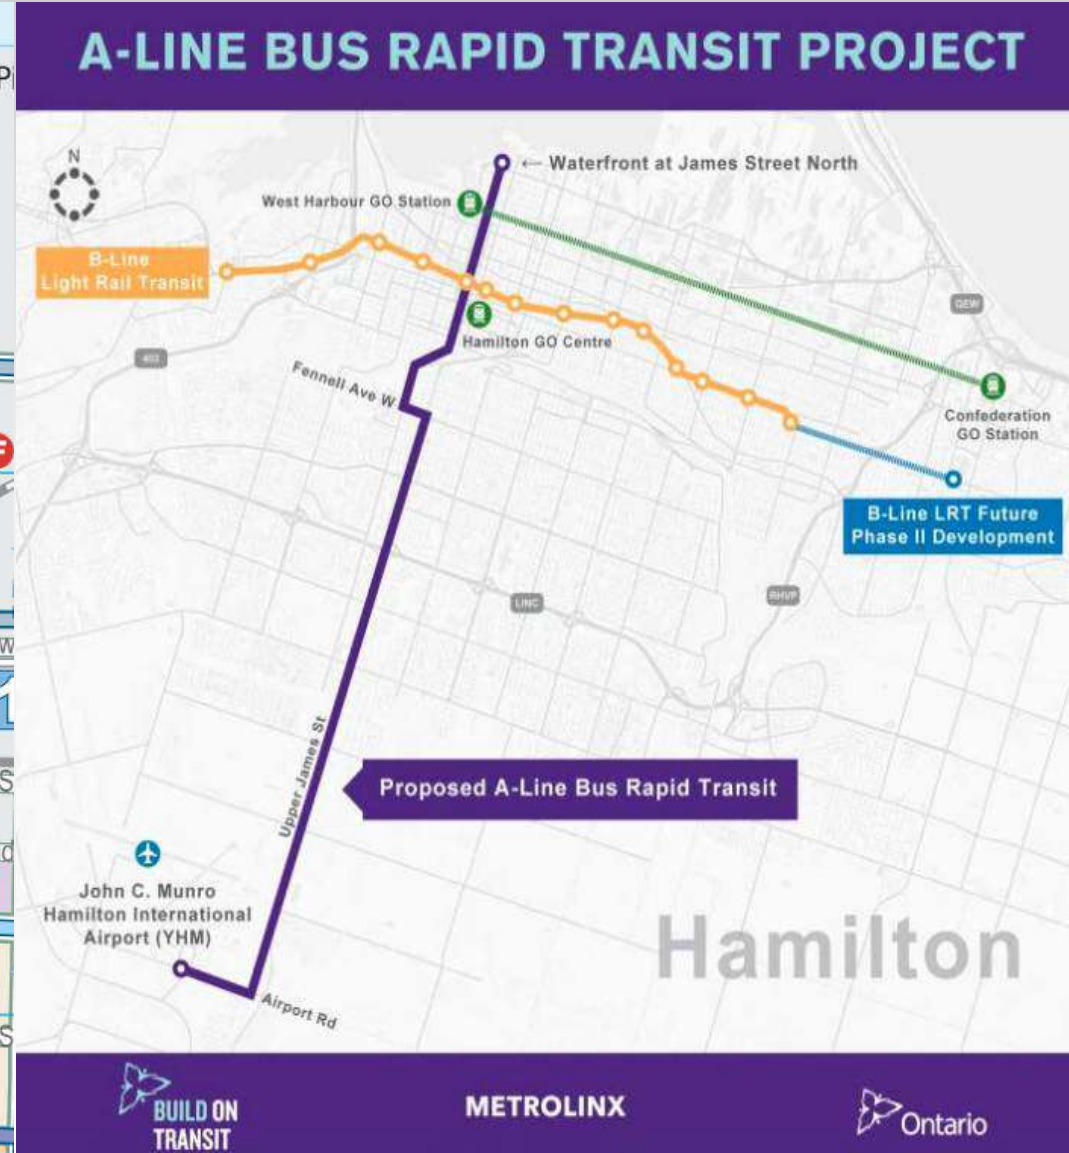 A-LINE BUS RAPID TRANSIT PROJECT
N
← Waterfront at James Street North
West Harbour GO Station
B-Line
Light Rail Transit
QEW
403
Hamilton GO Centre
Fennell Ave W
Confederation
GO Station
B-Line LRT Future
Phase II Development
LINC
RHVP
Upper James St
Proposed A-Line Bus Rapid Transit
John C. Munro
Hamilton International
Airport (YHM)
Hamilton
Airport Rd
BUILD ON
TRANSIT
METROLINX
Ontario